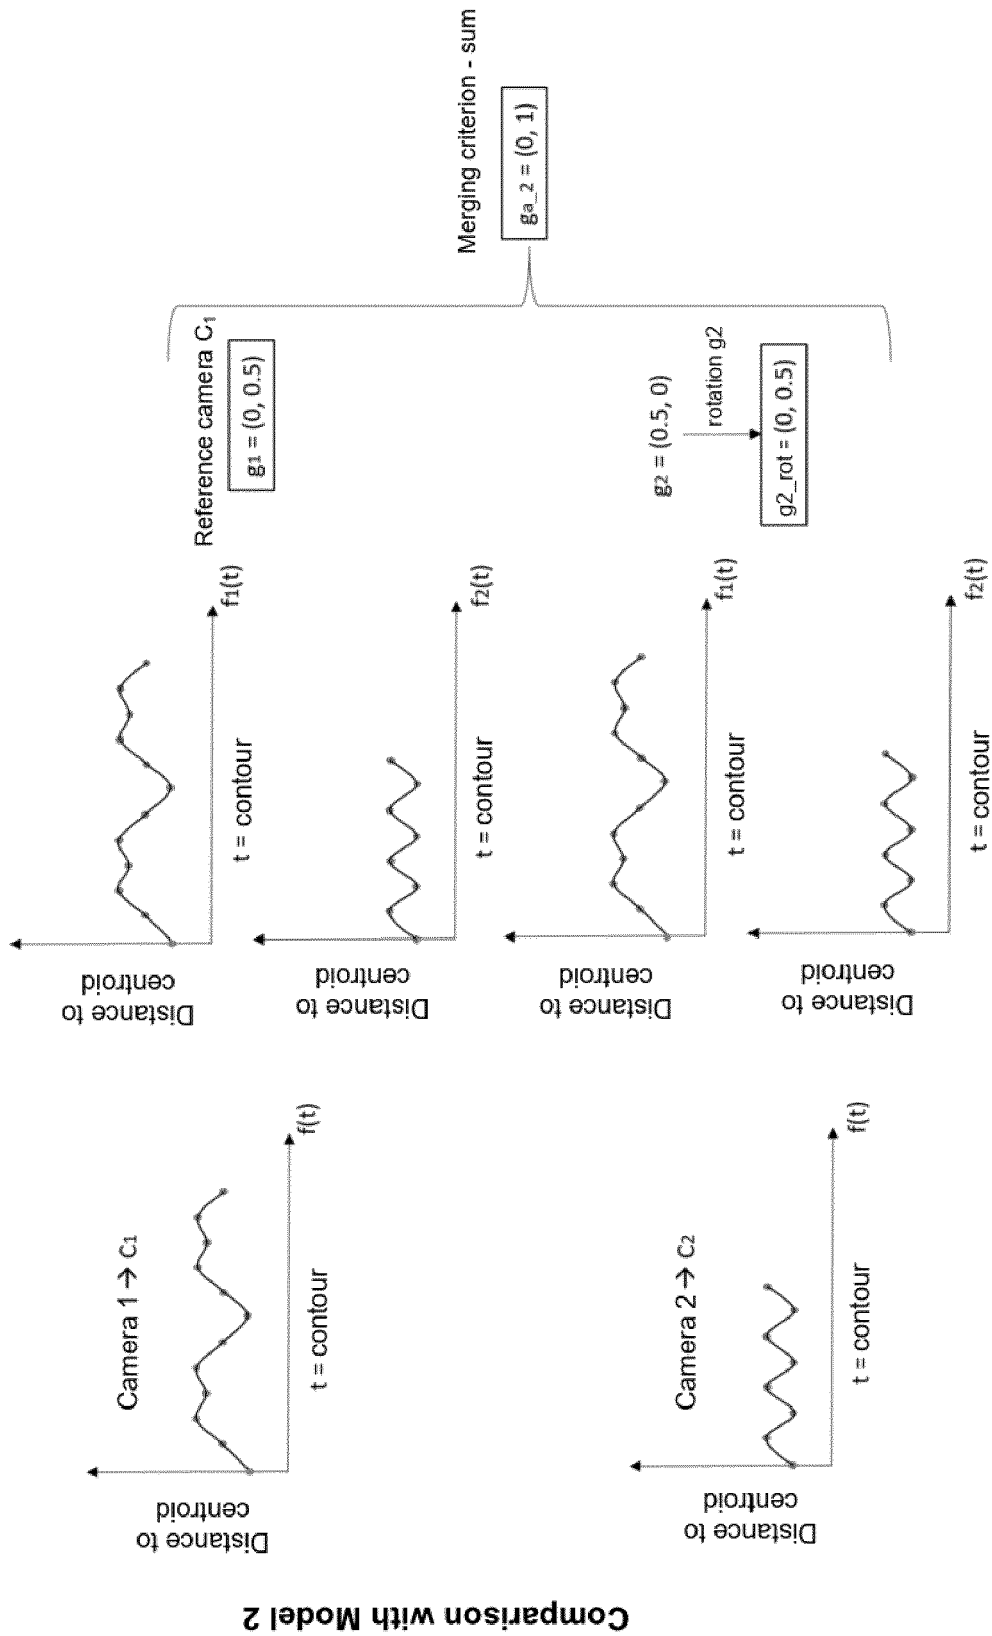 Comparison with Model 2
Camera 1 → C1
Distance to
centroid
t = contour
f(t)
Camera 2 → C2
Distance to
centroid
t = contour
f(t)
Distance to
centroid
t = contour
f1(t)
Distance to
centroid
t = contour
f2(t)
Distance to
centroid
t = contour
f1(t)
Distance to
centroid
t = contour
f2(t)
Reference camera C1
g1 = (0, 0.5)
g2 = (0.5, 0)
rotation g2
g2_rot = (0, 0.5)
Merging criterion - sum
ga_2 = (0, 1)